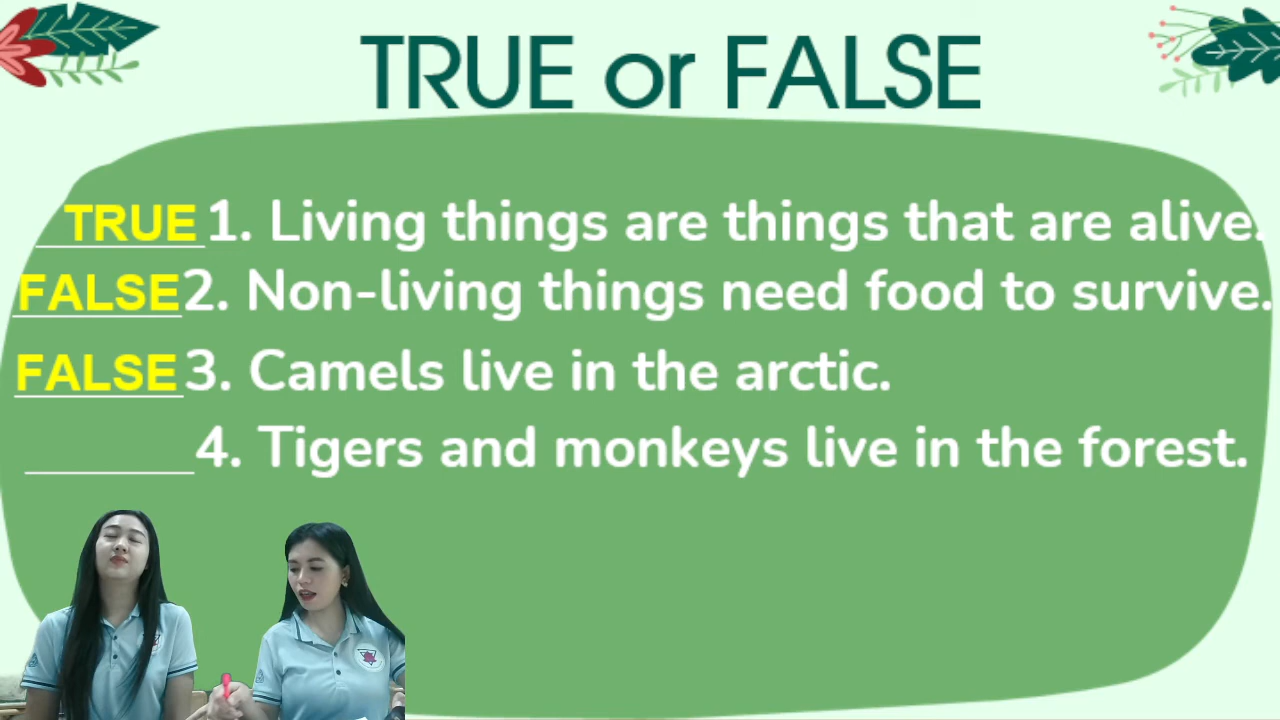 TRUE or FALSE
TRUE 1. Living things are things that are alive.
FALSE 2. Non-living things need food to survive.
FALSE 3. Camels live in the arctic.
______ 4. Tigers and monkeys live in the forest.